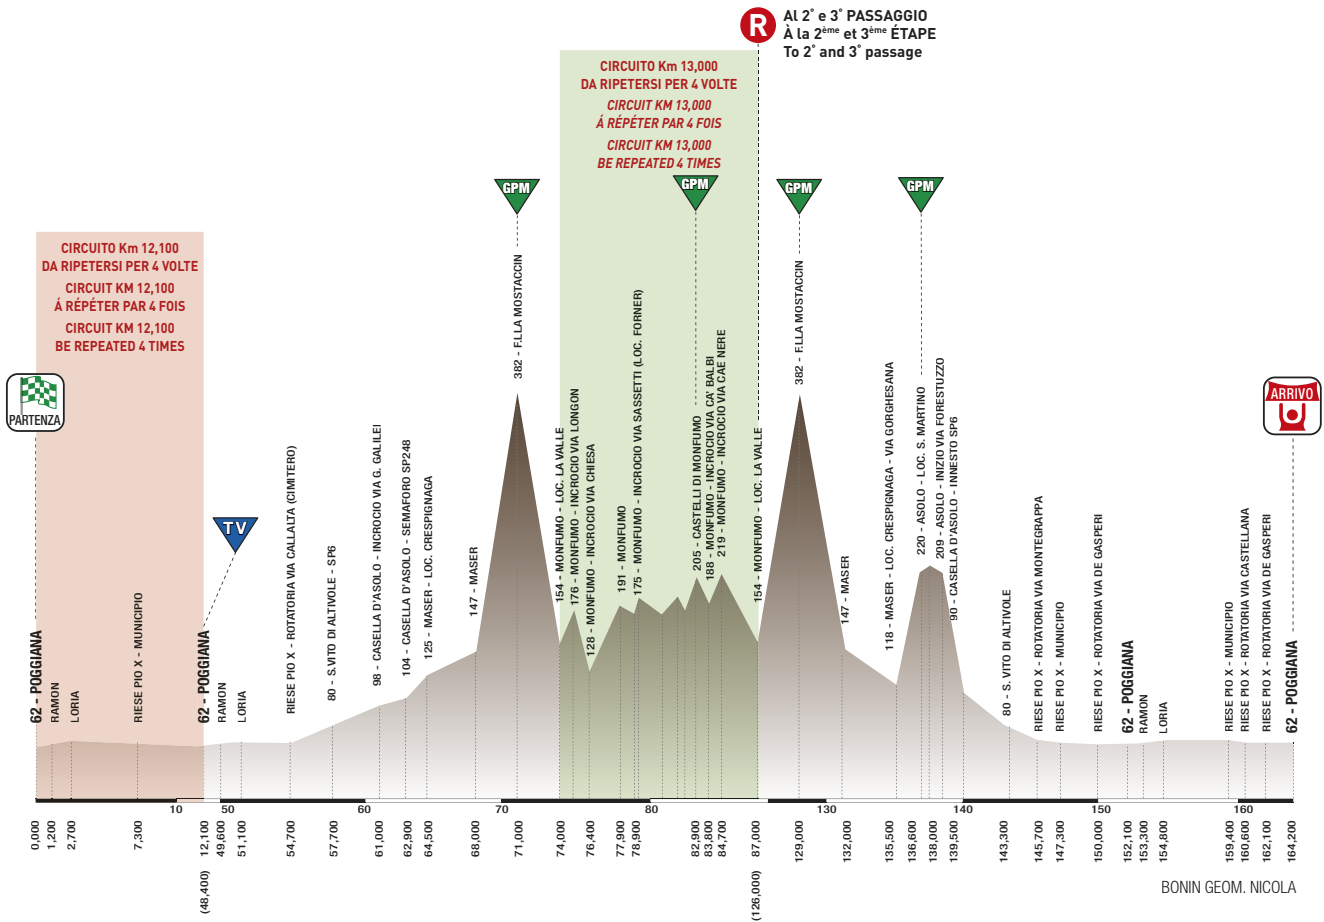 R
Al 2° e 3° PASSAGGIO
À la 2ème et 3ème ÉTAPE
To 2° and 3° passage
CIRCUITO Km 13,000
DA RIPETERSI PER 4 VOLTE
CIRCUIT KM 13,000
Á RÉPÉTER PAR 4 FOIS
CIRCUIT KM 13,000
BE REPEATED 4 TIMES
GPM
GPM
GPM
GPM
CIRCUITO Km 12,100
DA RIPETERSI PER 4 VOLTE
CIRCUIT KM 12,100
Á RÉPÉTER PAR 4 FOIS
CIRCUIT KM 12,100
BE REPEATED 4 TIMES
PARTENZA
ARRIVO
TV
62 - POGGIANA
RAMON
LORIA
RIESE PIO X - MUNICIPIO
62 - POGGIANA
RAMON
LORIA
RIESE PIO X - ROTATORIA VIA CALLALTA (CIMITERO)
80 - S.VITO DI ALTIVOLE - SP6
98 - CASELLA D'ASOLO - INCROCIO VIA G. GALILEI
104 - CASELLA D'ASOLO - SEMAFORO SP248
125 - MASER - LOC. CRESPIGNAGA
147 - MASER
382 - F.LLA MOSTACCIN
154 - MONFUMO - LOC. LA VALLE
176 - MONFUMO - INCROCIO VIA LONGON
128 - MONFUMO - INCROCIO VIA CHIESA
191 - MONFUMO
175 - MONFUMO - INCROCIO VIA SASSETTI (LOC. FORNER)
205 - CASTELLI DI MONFUMO
188 - MONFUMO - INCROCIO VIA CA' BALBI
219 - MONFUMO - INCROCIO VIA CAE NERE
154 - MONFUMO - LOC. LA VALLE
382 - F.LLA MOSTACCIN
147 - MASER
118 - MASER - LOC. CRESPIGNAGA - VIA GORGHESANA
220 - ASOLO - LOC. S. MARTINO
209 - ASOLO - INIZIO VIA FORESTUZZO
90 - CASELLA D'ASOLO - INNESTO SP6
80 - S. VITO DI ALTIVOLE
RIESE PIO X - ROTATORIA VIA MONTEGRAPPA
RIESE PIO X - MUNICIPIO
RIESE PIO X - ROTATORIA VIA DE GASPERI
62 - POGGIANA
RAMON
LORIA
RIESE PIO X - MUNICIPIO
RIESE PIO X - ROTATORIA VIA CASTELLANA
RIESE PIO X - ROTATORIA VIA DE GASPERI
62 - POGGIANA
10
50
60
70
80
130
140
150
160
0,000
1,200
2,700
7,300
12,100
(48,400)
49,600
51,100
54,700
57,700
61,000
62,900
64,500
68,000
71,000
74,000
76,400
77,900
78,900
82,900
83,800
84,700
87,000
(126,000)
129,000
132,000
135,500
136,600
138,000
139,500
143,300
145,700
147,300
150,000
152,100
153,300
154,800
159,400
160,600
162,100
164,200
BONIN GEOM. NICOLA